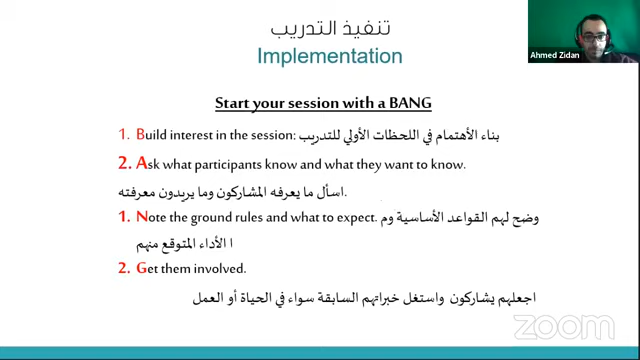 تنفيذ التدريب
Implementation
Ahmed Zidan
Start your session with a BANG
1. Build interest in the session: بناء الأهتمام في اللحظات الأولي للتدريب
2. Ask what participants know and what they want to know.
اسأل ما يعرفه المشاركون وما يريدون معرفته.
1. Note the ground rules and what to expect. وضح لهم القواعد الأساسية وم
ا الأداء المتوقع منهم
2. Get them involved.
اجعلهم يشاركون واستغل خبراتهم السابقة سواء في الحياة أو العمل
zoom